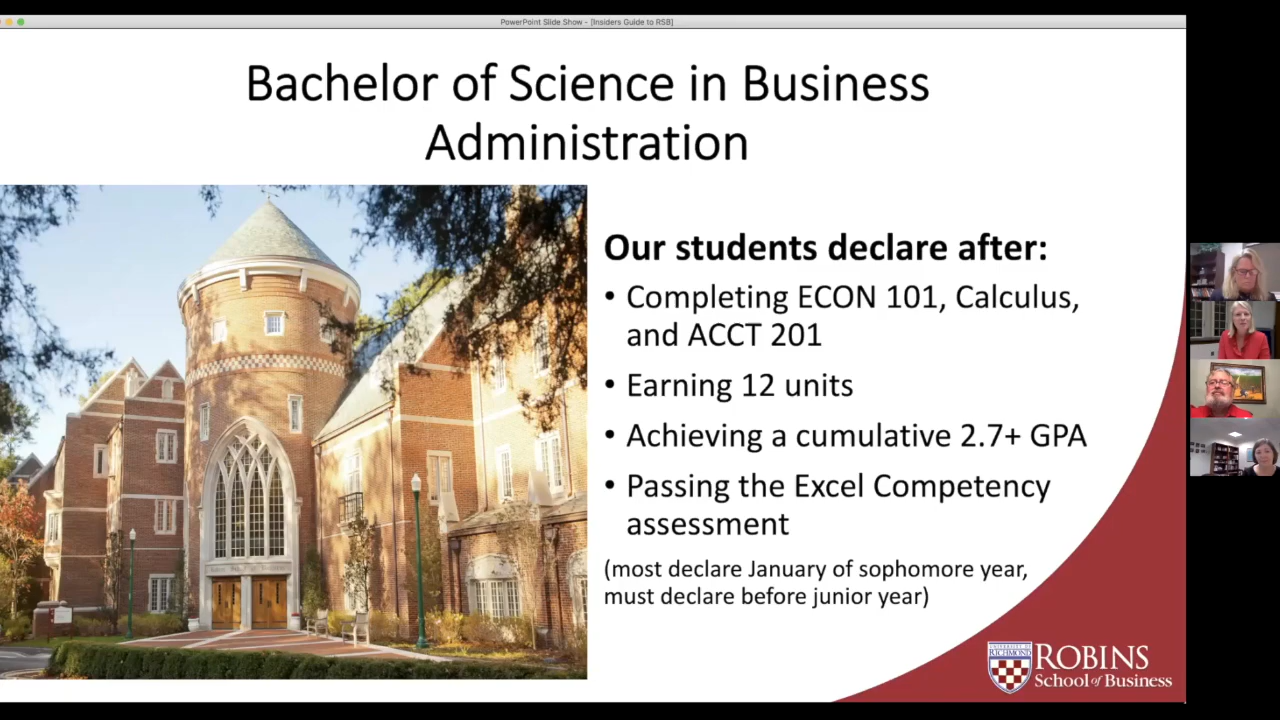 PowerPoint Slide Show - [Insiders Guide to RSB]
Bachelor of Science in Business
Administration
Our students declare after:
• Completing ECON 101, Calculus,
and ACCT 201
• Earning 12 units
• Achieving a cumulative 2.7+ GPA
• Passing the Excel Competency
assessment
(most declare January of sophomore year,
must declare before junior year)
UNIVERSITY OF
RICHMOND
ROBINS
School of Business